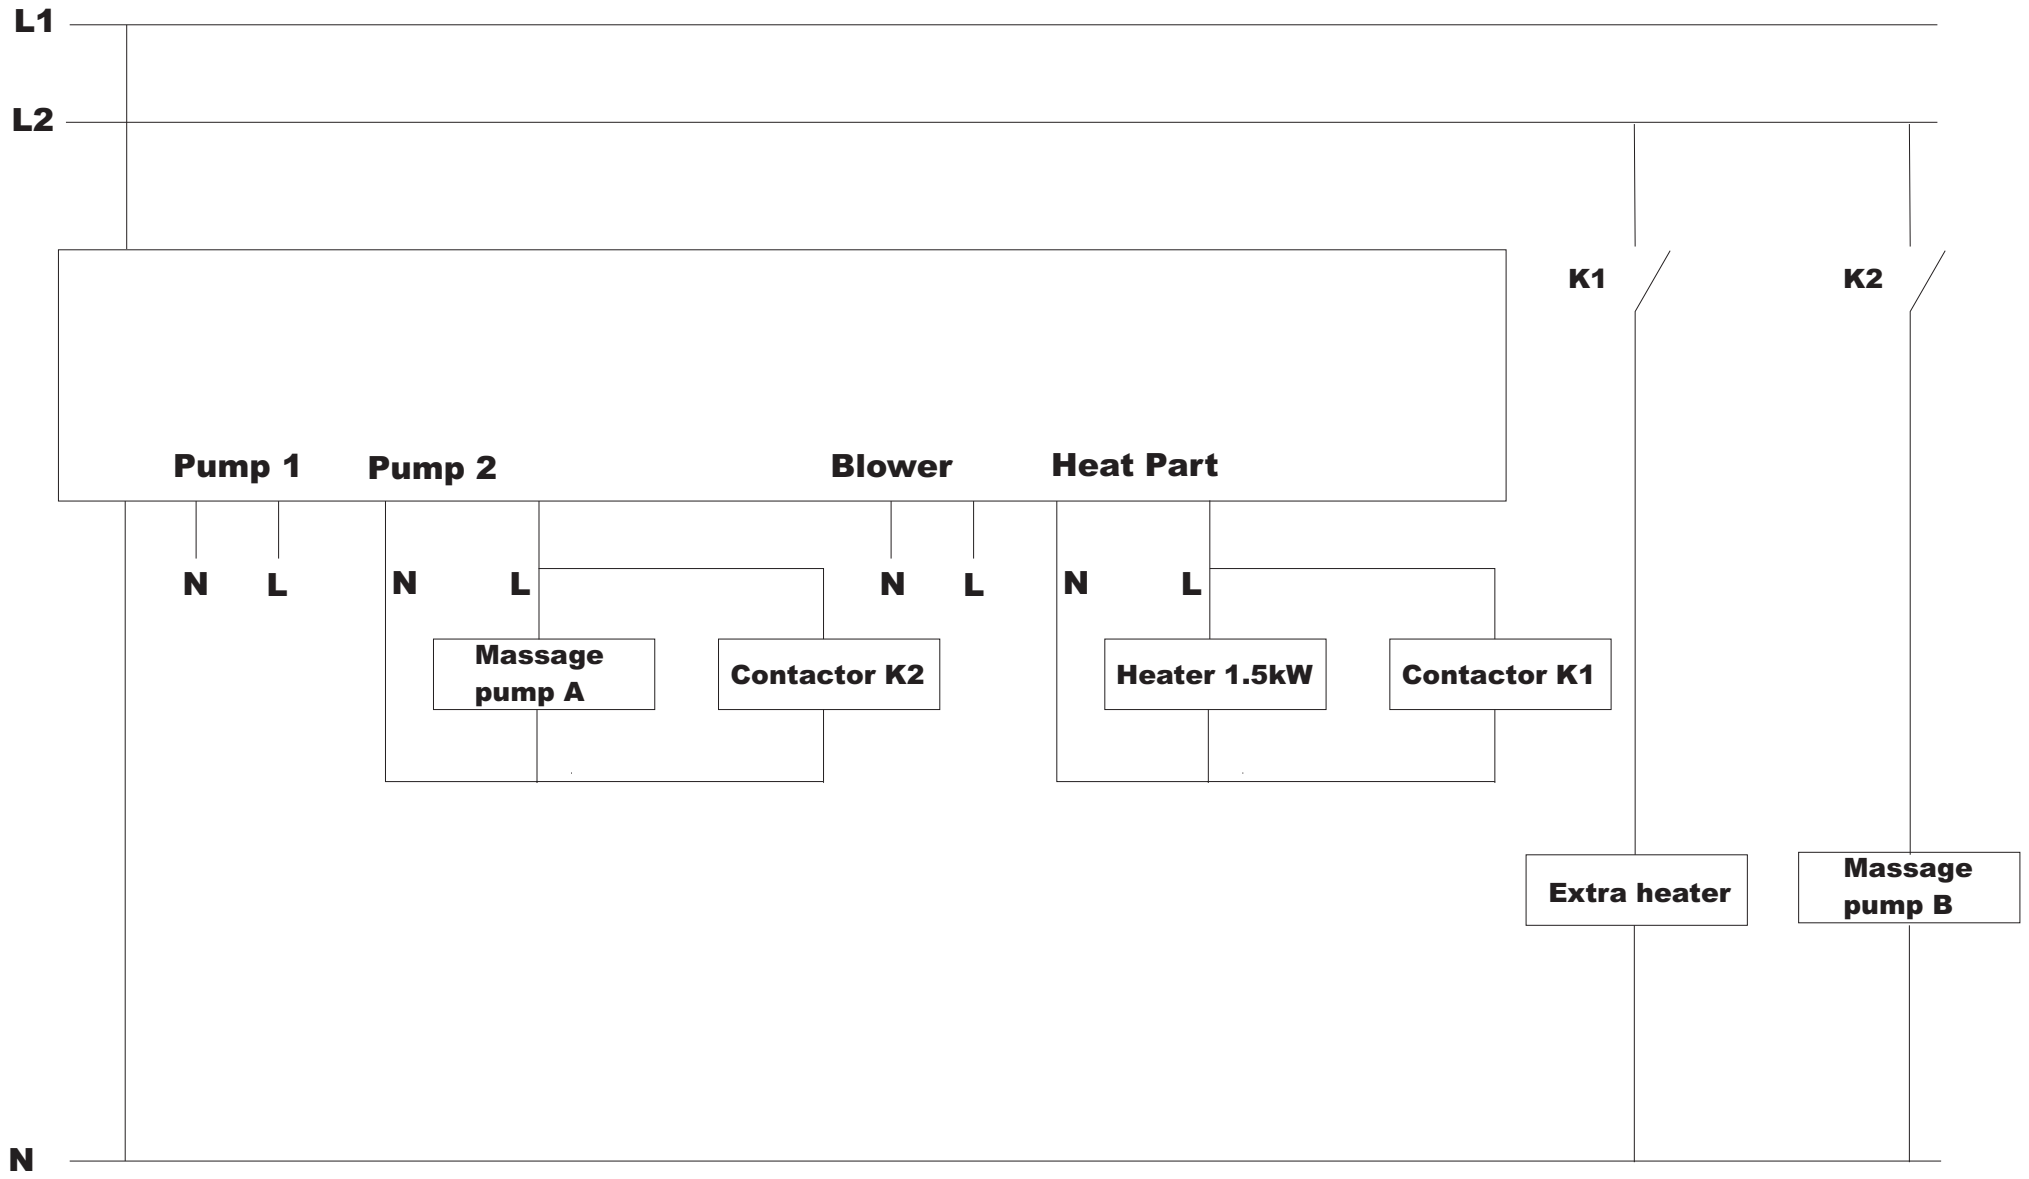 L1
L2
K1
K2
Pump 1
Pump 2
Blower
Heat Part
N
L
N
L
N
L
N
L
Massage
pump A
Contactor K2
Heater 1.5kW
Contactor K1
Extra heater
Massage
pump B
N